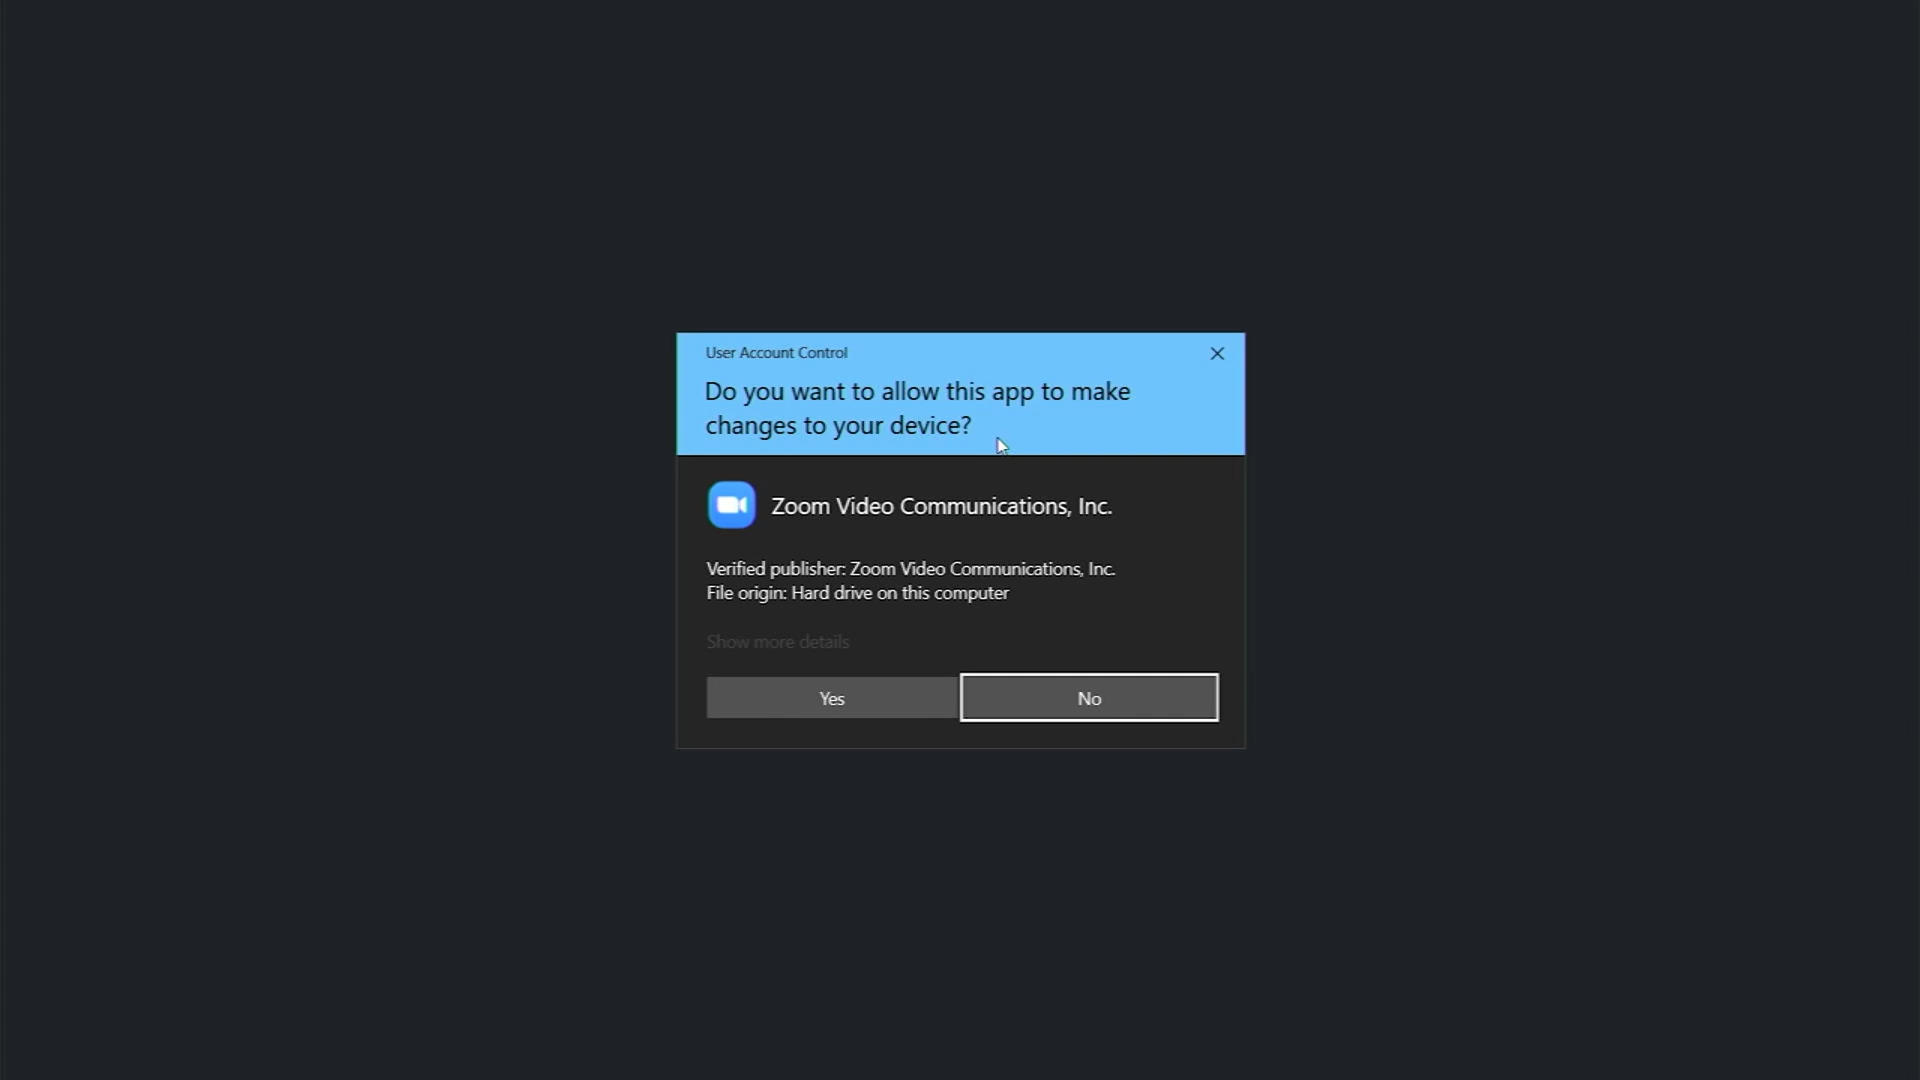 User Account Control
Do you want to allow this app to make
changes to your device?
Zoom Video Communications, Inc.
Verified publisher: Zoom Video Communications, Inc.
File origin: Hard drive on this computer
Show more details
Yes
No